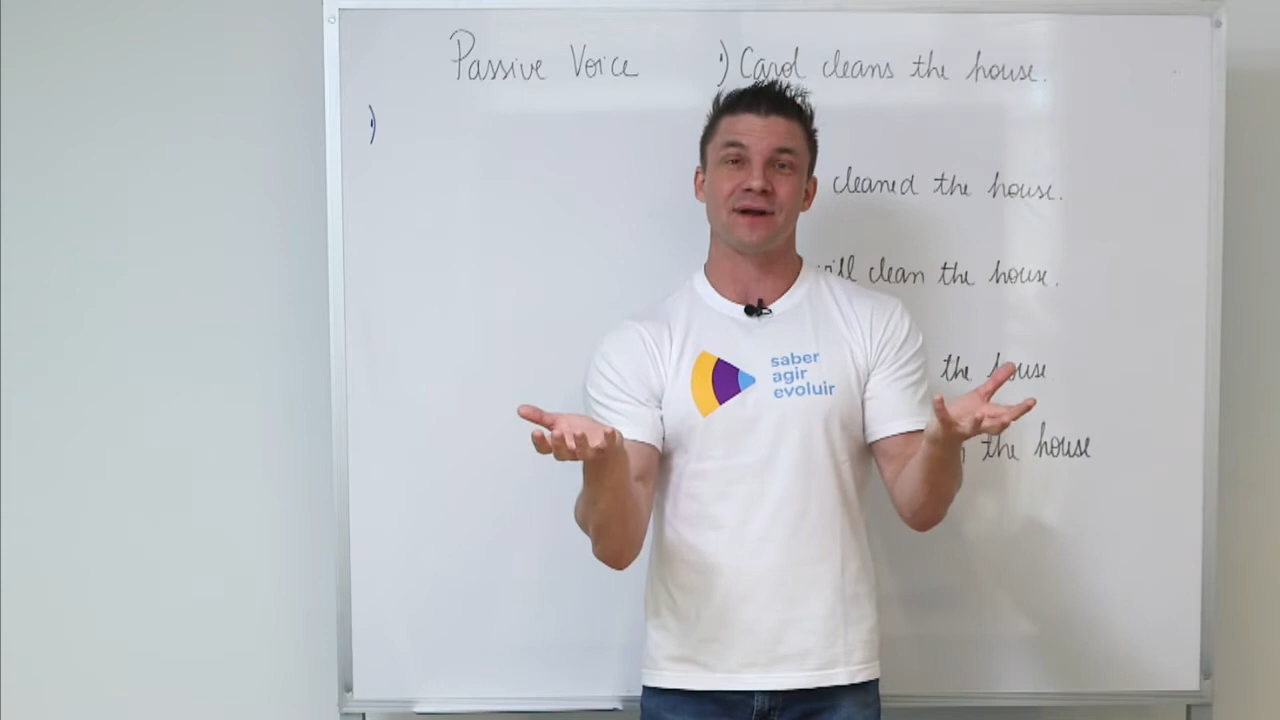 Passive Voice
•) Carol cleans the house.
•)
cleaned the house.
will clean the house.
the house
the house
saber
agir
evoluir